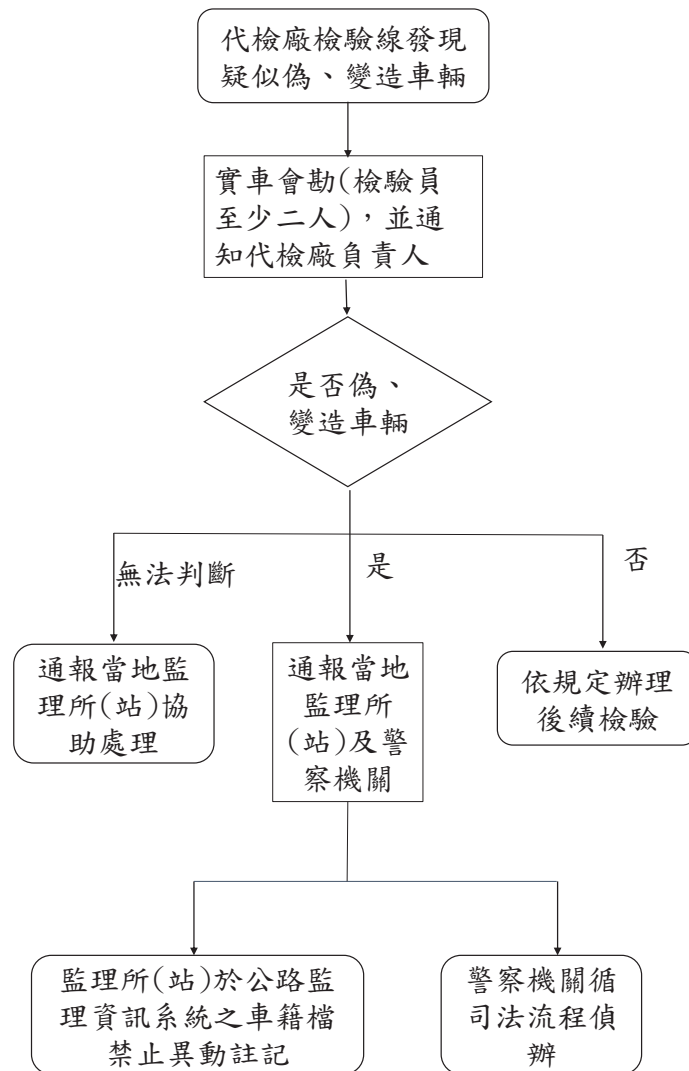 代檢廠檢驗線發現
疑似偽、變造車輛
實車會勘(檢驗員
至少二人)，並通
知代檢廠負責人
是否偽、
變造車輛
無法判斷
是
否
通報當地監
理所(站)協
助處理
通報當地
監理所
(站)及警
察機關
依規定辦理
後續檢驗
監理所(站)於公路監
理資訊系統之車籍檔
禁止異動註記
警察機關循
司法流程偵
辦